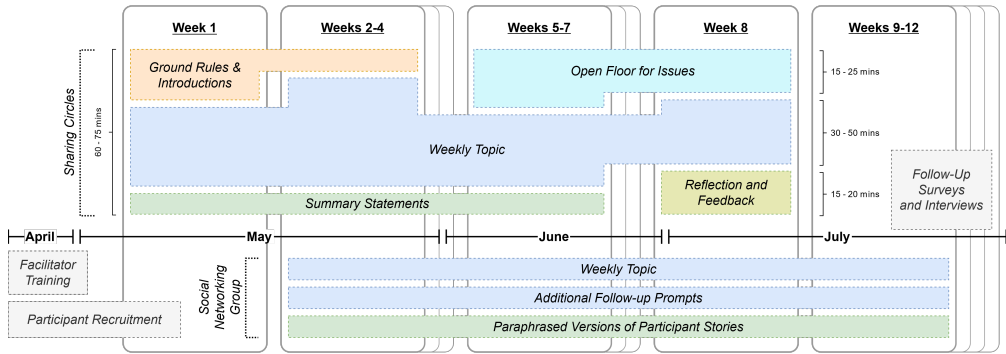 Week 1
Weeks 2-4
Weeks 5-7
Week 8
Weeks 9-12
Sharing Circles
60 - 75 mins
Ground Rules &
Introductions
Open Floor for Issues
15 - 25 mins
Weekly Topic
30 - 50 mins
Summary Statements
Reflection and
Feedback
15 - 20 mins
Follow-Up
Surveys
and Interviews
April
May
June
July
Facilitator
Training
Participant Recruitment
Social
Networking
Group
Weekly Topic
Additional Follow-up Prompts
Paraphrased Versions of Participant Stories